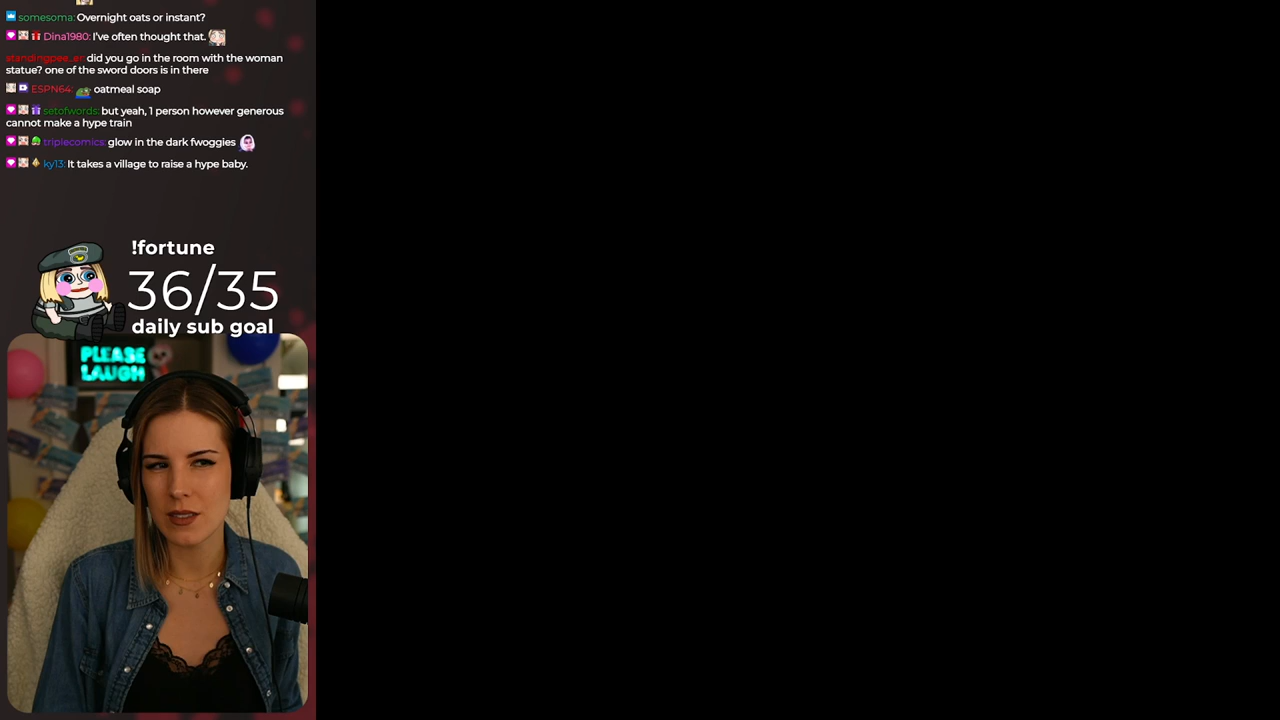 somesoma: Overnight oats or instant?
Dina1980: I've often thought that.
standingpee_er: did you go in the room with the woman
statue? one of the sword doors is in there
ESPN64: oatmeal soap
setofwords: but yeah, 1 person however generous
cannot make a hype train
triplecomics: glow in the dark fwoggies
ky13: It takes a village to raise a hype baby.
!fortune
36/35
daily sub goal
PLEASE
LAUGH